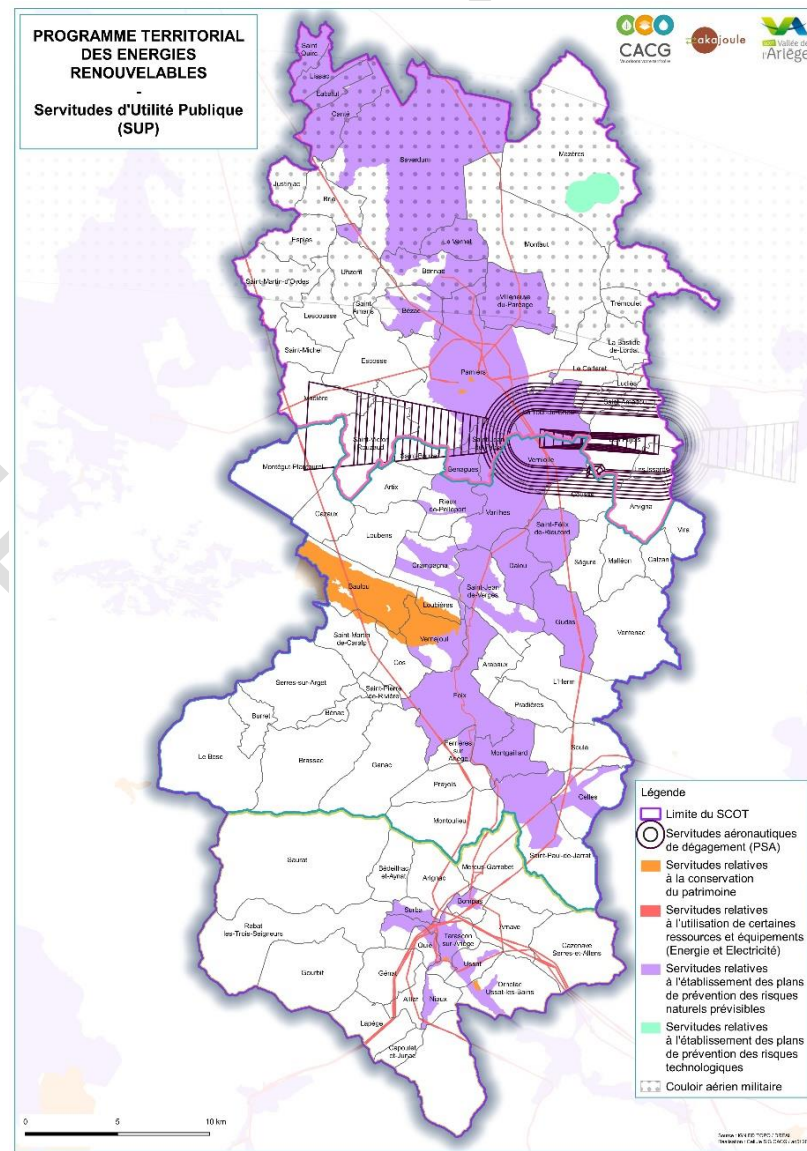 PROGRAMME TERRITORIAL
DES ENERGIES
RENOUVELABLES
-
Servitudes d'Utilité Publique
(SUP)
CACG
akajoule
Vallée de
l'Ariège
Saint
Quirc
Lissac
Labatut
Canté
Saverdun
Mazères
Justiniac
Brie
Esplas
Le Vernet
Montaut
Saint-Martin-d'Oydes
Unzent
Bonnac
Villeneuve
du-Paréage
Trémoulet
Lescousse
Saint
Amans
Bézac
Saint-Michel
Escosse
La Bastide
de-Lordat
Le Carlaret
Pamiers
Ludiès
Madière
Saint-Victor
Rouzaud
Verniolle
Montégut-Plantaurel
Benagues
Artix
Arvigna
Rieux
de-Pelleport
Varilhes
Vira
Cazaux
Loubens
Saint-Félix
de-Rieutord
Crampagna
Dalou
Ségura
Malléon
Calzan
Baulou
Saint-Jean
de-Verges
Loubières
Gudas
Ventenac
Vernajoul
Saint-Martin
de-Caralp
Cos
Arabaux
L'Herm
Serres-sur-Arget
Saint-Pierre
de-Rivière
Foix
Pradières
Burret
Bénac
Soula
Le Bosc
Brassac
Ganac
Ferrières
sur
Ariège
Montgaillard
Prayols
Celles
Montoulieu
Saint-Paul-de-Jarrat
Mercus-Garrabet
Saurat
Bédeilhac
et-Aynat
Arignac
Bompas
Surba
Arnave
Rabat
les-Trois-Seigneurs
Tarascon
sur-Ariège
Cazenave
Serres-et-Allens
Quié
Ussat
Gourbit
Génat
Ornolac
Ussat-les-Bains
Alliat
Niaux
Lapège
Capoulet
et-Junac
Légende
Limite du SCOT
Servitudes aéronautiques
de dégagement (PSA)
Servitudes relatives
à la conservation
du patrimoine
Servitudes relatives
à l'utilisation de certaines
ressources et équipements
(Energie et Electricité)
Servitudes relatives
à l'établissement des plans
de prévention des risques
naturels prévisibles
Servitudes relatives
à l'établissement des plans
de prévention des risques
technologiques
Couloir aérien militaire
0 5 10 km